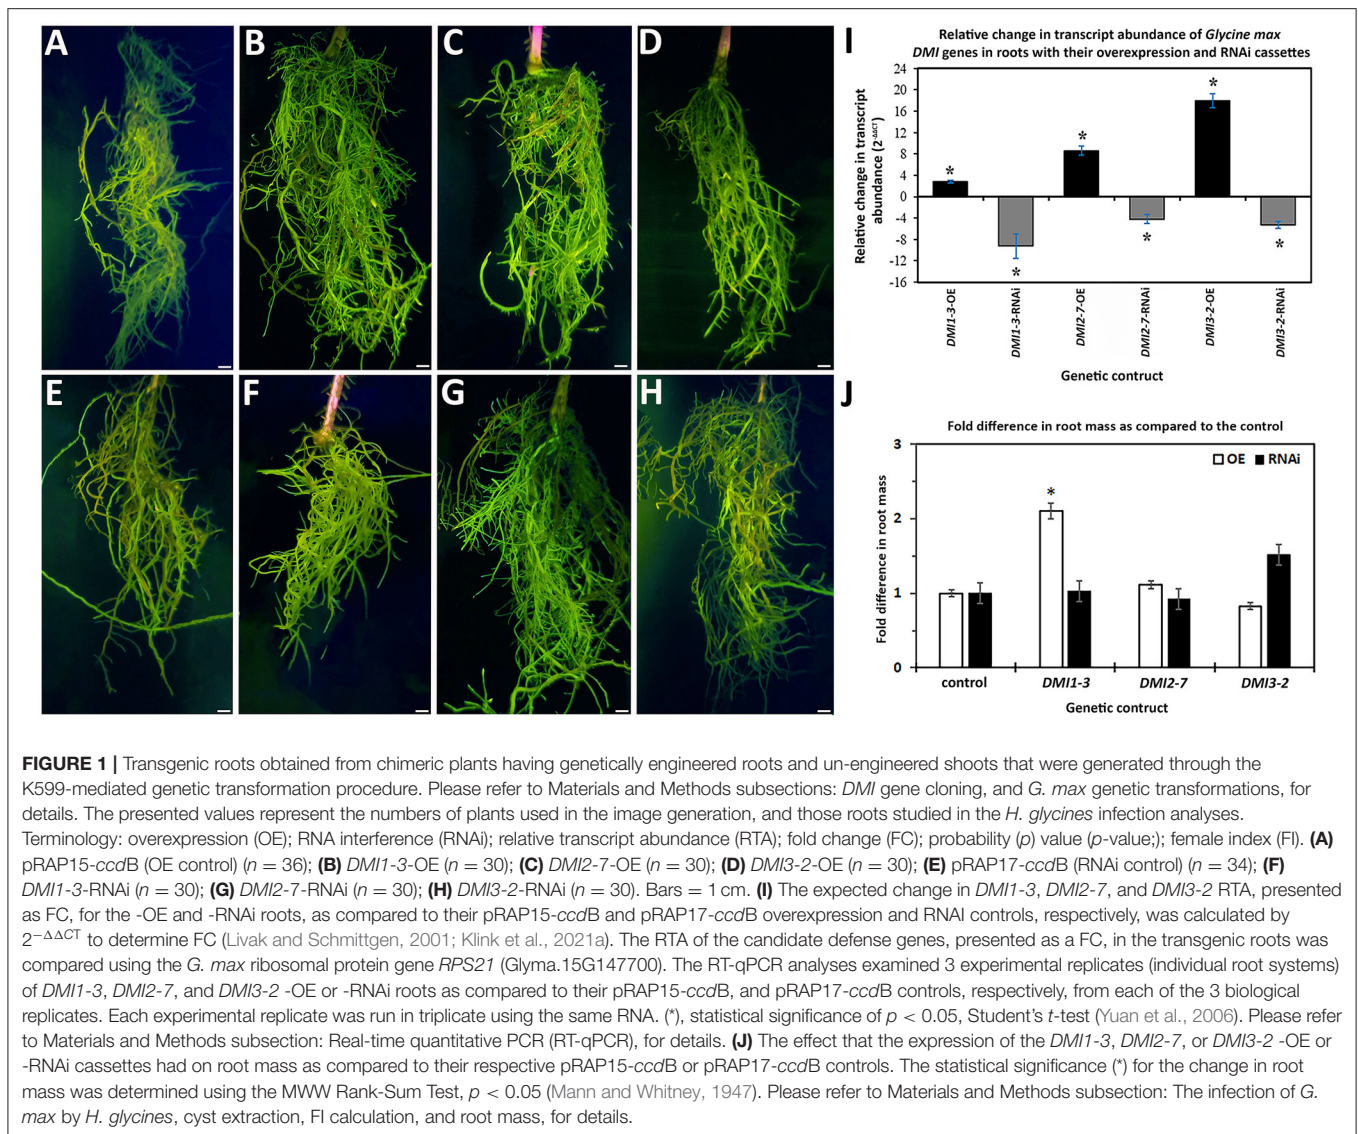 A
B
C
D
E
F
G
H
I
Relative change in transcript abundance of Glycine max
DMI genes in roots with their overexpression and RNAi cassettes
Relative change in transcript
abundance (2-ΔΔCT)
24
20
16
12
8
4
0
-4
-8
-12
-16
*
*
*
*
*
*
DMI1-3-OE
DMI1-3-RNAi
DMI2-7-OE
DMI2-7-RNAi
DMI3-2-OE
DMI3-2-RNAi
Genetic contruct
J
Fold difference in root mass as compared to the control
Fold difference in root mass
3
2
1
0
OE RNAi
*
control DMI1-3 DMI2-7 DMI3-2
Genetic contruct
FIGURE 1 | Transgenic roots obtained from chimeric plants having genetically engineered roots and un-engineered shoots that were generated through the
K599-mediated genetic transformation procedure. Please refer to Materials and Methods subsections: DMI gene cloning, and G. max genetic transformations, for
details. The presented values represent the numbers of plants used in the image generation, and those roots studied in the H. glycines infection analyses.
Terminology: overexpression (OE); RNA interference (RNAi); relative transcript abundance (RTA); fold change (FC); probability (p) value (p-value;); female index (FI). (A)
pRAP15-ccdB (OE control) (n = 36); (B) DMI1-3-OE (n = 30); (C) DMI2-7-OE (n = 30); (D) DMI3-2-OE (n = 30); (E) pRAP17-ccdB (RNAi control) (n = 34); (F)
DMI1-3-RNAi (n = 30); (G) DMI2-7-RNAi (n = 30); (H) DMI3-2-RNAi (n = 30). Bars = 1 cm. (I) The expected change in DMI1-3, DMI2-7, and DMI3-2 RTA, presented
as FC, for the -OE and -RNAi roots, as compared to their pRAP15-ccdB and pRAP17-ccdB overexpression and RNAI controls, respectively, was calculated by
2−ΔΔCT to determine FC (Livak and Schmittgen, 2001; Klink et al., 2021a). The RTA of the candidate defense genes, presented as a FC, in the transgenic roots was
compared using the G. max ribosomal protein gene RPS21 (Glyma.15G147700). The RT-qPCR analyses examined 3 experimental replicates (individual root systems)
of DMI1-3, DMI2-7, and DMI3-2 -OE or -RNAi roots as compared to their pRAP15-ccdB, and pRAP17-ccdB controls, respectively, from each of the 3 biological
replicates. Each experimental replicate was run in triplicate using the same RNA. (*), statistical significance of p < 0.05, Student's t-test (Yuan et al., 2006). Please refer
to Materials and Methods subsection: Real-time quantitative PCR (RT-qPCR), for details. (J) The effect that the expression of the DMI1-3, DMI2-7, or DMI3-2 -OE or
-RNAi cassettes had on root mass as compared to their respective pRAP15-ccdB or pRAP17-ccdB controls. The statistical significance (*) for the change in root
mass was determined using the MWW Rank-Sum Test, p < 0.05 (Mann and Whitney, 1947). Please refer to Materials and Methods subsection: The infection of G.
max by H. glycines, cyst extraction, FI calculation, and root mass, for details.